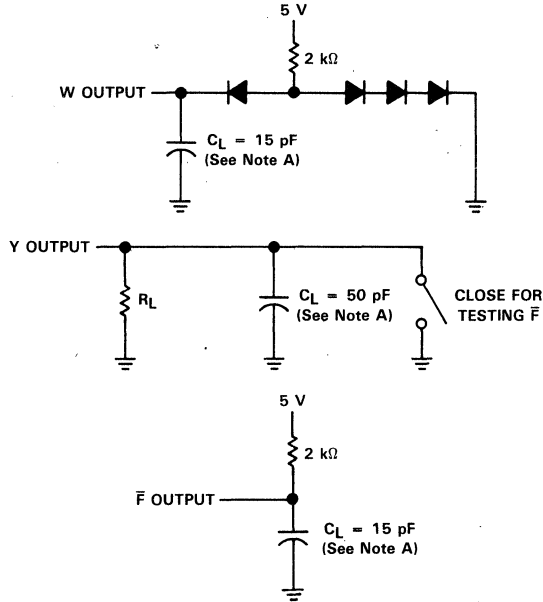 5 V
2 kΩ
W OUTPUT
C_L = 15 pF
(See Note A)
Y OUTPUT
R_L
C_L = 50 pF
(See Note A)
CLOSE FOR
TESTING F̅
5 V
2 kΩ
F̅ OUTPUT
C_L = 15 pF
(See Note A)